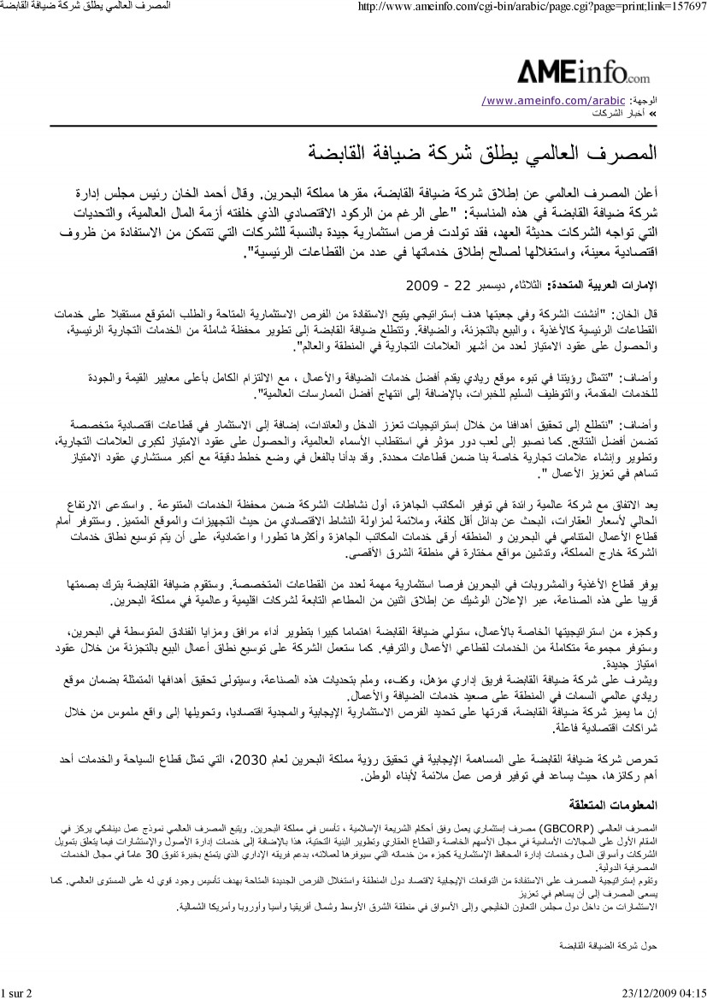 المصرف العالمي يطلق شركة ضيافة القابضة
http://www.ameinfo.com/cgi-bin/arabic/page.cgi?page=print;link=157697
AMEinfo.com
الوجهة: www.ameinfo.com/arabic/
» أخبار الشركات
المصرف العالمي يطلق شركة ضيافة القابضة
أعلن المصرف العالمي عن إطلاق شركة ضيافة القابضة، مقرها مملكة البحرين. وقال أحمد الخان رئيس مجلس إدارة
شركة ضيافة القابضة في هذه المناسبة: "على الرغم من الركود الاقتصادي الذي خلفته أزمة المال العالمية، والتحديات
التي تواجه الشركات حديثة العهد، فقد تولدت فرص استثمارية جيدة بالنسبة للشركات التي تتمكن من الاستفادة من ظروف
اقتصادية معينة، واستغلالها لصالح إطلاق خدماتها في عدد من القطاعات الرئيسية".
الإمارات العربية المتحدة: الثلاثاء, ديسمبر 22 - 2009
قال الخان: "أنشئت الشركة وفي جعبتها هدف إستراتيجي يتيح الاستفادة من الفرص الاستثمارية المتاحة والطلب المتوقع مستقبلا على خدمات
القطاعات الرئيسية كالأغذية ، والبيع بالتجزئة، والضيافة. وتتطلع ضيافة القابضة إلى تطوير محفظة شاملة من الخدمات التجارية الرئيسية،
والحصول على عقود الامتياز لعدد من أشهر العلامات التجارية في المنطقة والعالم".
وأضاف: "تتمثل رؤيتنا في تبوء موقع ريادي يقدم أفضل خدمات الضيافة والأعمال ، مع الالتزام الكامل بأعلى معايير القيمة والجودة
للخدمات المقدمة، والتوظيف السليم للخبرات، بالإضافة إلى انتهاج أفضل الممارسات العالمية".
وأضاف: "نتطلع إلى تحقيق أهدافنا من خلال إستراتيجيات تعزز الدخل والعائدات، إضافة إلى الاستثمار في قطاعات اقتصادية متخصصة
تضمن أفضل النتائج. كما نصبو إلى لعب دور مؤثر في استقطاب الأسماء العالمية، والحصول على عقود الامتياز لكبرى العلامات التجارية،
وتطوير وإنشاء علامات تجارية خاصة بنا ضمن قطاعات محددة. وقد بدأنا بالفعل في وضع خطط دقيقة مع أكبر مستشاري عقود الامتياز
تساهم في تعزيز الأعمال ".
يعد الاتفاق مع شركة عالمية رائدة في توفير المكاتب الجاهزة، أول نشاطات الشركة ضمن محفظة الخدمات المتنوعة . واستدعى الارتفاع
الحالي لأسعار العقارات، البحث عن بدائل أقل كلفة، وملائمة لمزاولة النشاط الاقتصادي من حيث التجهيزات والموقع المتميز. وستتوفر أمام
قطاع الأعمال المتنامي في البحرين و المنطقه أرقى خدمات المكاتب الجاهزة وأكثرها تطورا واعتمادية، على أن يتم توسيع نطاق خدمات
الشركة خارج المملكة، وتدشين مواقع مختارة في منطقة الشرق الأقصى.
يوفر قطاع الأغذية والمشروبات في البحرين فرصا استثمارية مهمة لعدد من القطاعات المتخصصة. وستقوم ضيافة القابضة بترك بصمتها
قريبا على هذه الصناعة، عبر الإعلان الوشيك عن إطلاق اثنين من المطاعم التابعة لشركات اقليمية وعالمية في مملكة البحرين.
وكجزء من استراتيجيتها الخاصة بالأعمال، ستولي ضيافة القابضة اهتماما كبيرا بتطوير أداء مرافق ومزايا الفنادق المتوسطة في البحرين،
وستوفر مجموعة متكاملة من الخدمات لقطاعي الأعمال والترفيه. كما ستعمل الشركة على توسيع نطاق أعمال البيع بالتجزئة من خلال عقود
امتياز جديدة.
ويشرف على شركة ضيافة القابضة فريق إداري مؤهل، وكفء، وملم بتحديات هذه الصناعة، وسيتولى تحقيق أهدافها المتمثلة بضمان موقع
ريادي عالمي السمات في المنطقة على صعيد خدمات الضيافة والأعمال.
إن ما يميز شركة ضيافة القابضة، قدرتها على تحديد الفرص الاستثمارية الإيجابية والمجدية اقتصاديا، وتحويلها إلى واقع ملموس من خلال
شراكات اقتصادية فاعلة.
تحرص شركة ضيافة القابضة على المساهمة الإيجابية في تحقيق رؤية مملكة البحرين لعام 2030، التي تمثل قطاع السياحة والخدمات أحد
أهم ركائزها، حيث يساعد في توفير فرص عمل ملائمة لأبناء الوطن.
المعلومات المتعلقة
المصرف العالمي (GBCORP) مصرف إستثماري يعمل وفق أحكام الشريعة الإسلامية ، تأسس في مملكة البحرين. ويتبع المصرف العالمي نموذج عمل ديناميكي يركز في
المقام الأول على المجالات الأساسية في مجال الأسهم الخاصة والقطاع العقاري وتطوير البنية التحتية، هذا بالإضافة إلى خدمات إدارة الأصول والإستشارات فيما يتعلق بتمويل
الشركات وأسواق المال وخدمات إدارة المحافظ الإستثمارية كجزء من خدماته التي سيوفرها لعملائه، بدعم فريقه الإداري الذي يتمتع بخبرة تفوق 30 عاماً في مجال الخدمات
المصرفية الدولية.
وتقوم إستراتيجية المصرف على الاستفادة من التوقعات الإيجابية لاقتصاد دول المنطقة واستغلال الفرص الجديدة المتاحة بهدف تأسيس وجود قوي له على المستوى العالمي. كما
يسعى المصرف إلى أن يساهم في تعزيز
الاستثمارات من داخل دول مجلس التعاون الخليجي وإلى الأسواق في منطقة الشرق الأوسط وشمال أفريقيا وآسيا وأوروبا وأمريكا الشمالية.
حول شركة الضيافة القابضة
1 sur 2
23/12/2009 04:15